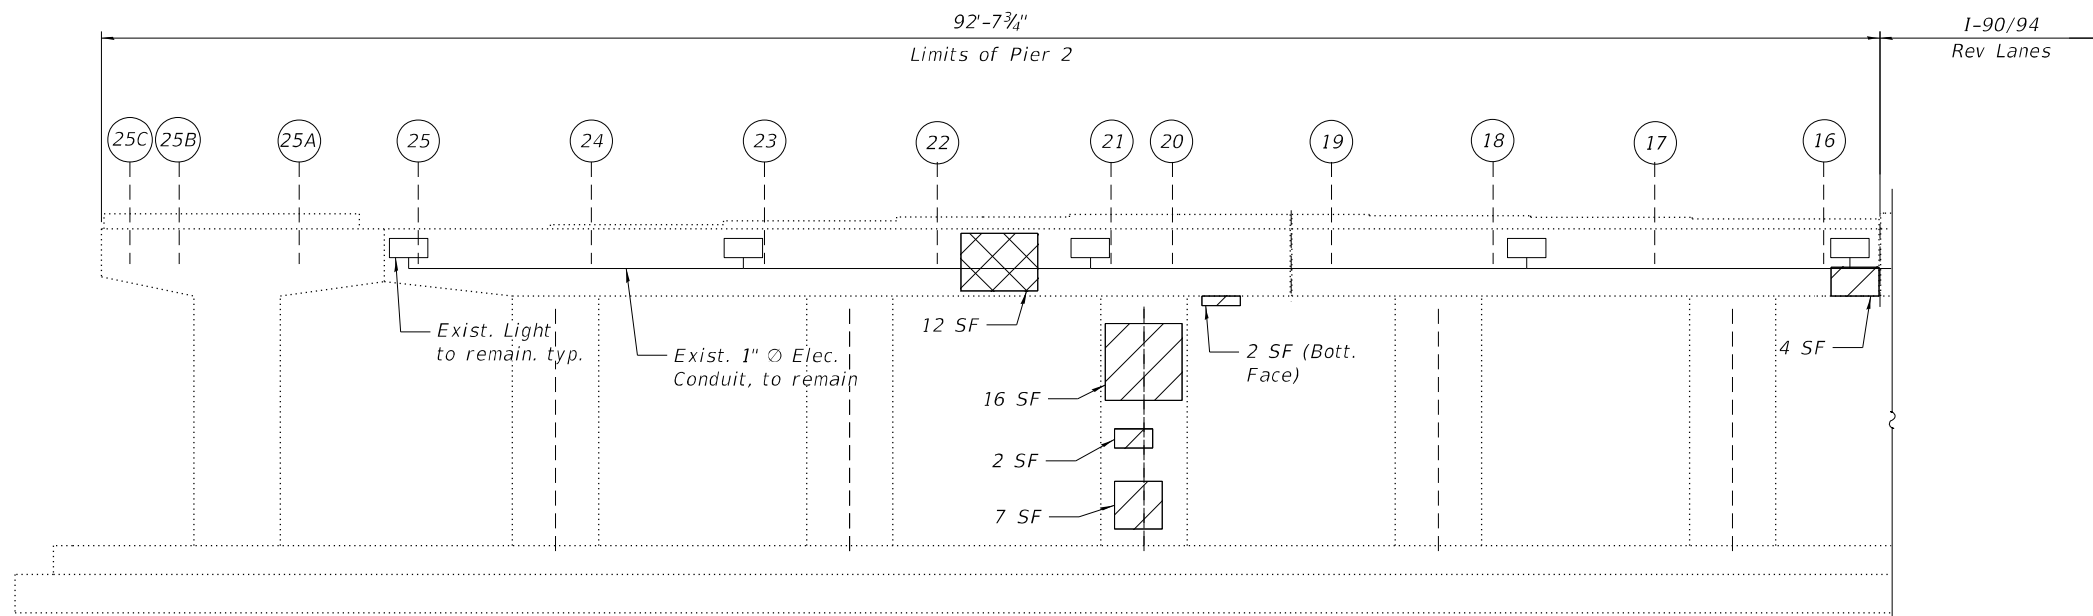 92'-7¾"
Limits of Pier 2
I-90/94
Rev Lanes
25C
25B
25A
25
24
23
22
21
20
19
18
17
16
Exist. Light
to remain. typ.
Exist. 1" ∅ Elec.
Conduit, to remain
12 SF
2 SF (Bott.
Face)
4 SF
16 SF
2 SF
7 SF